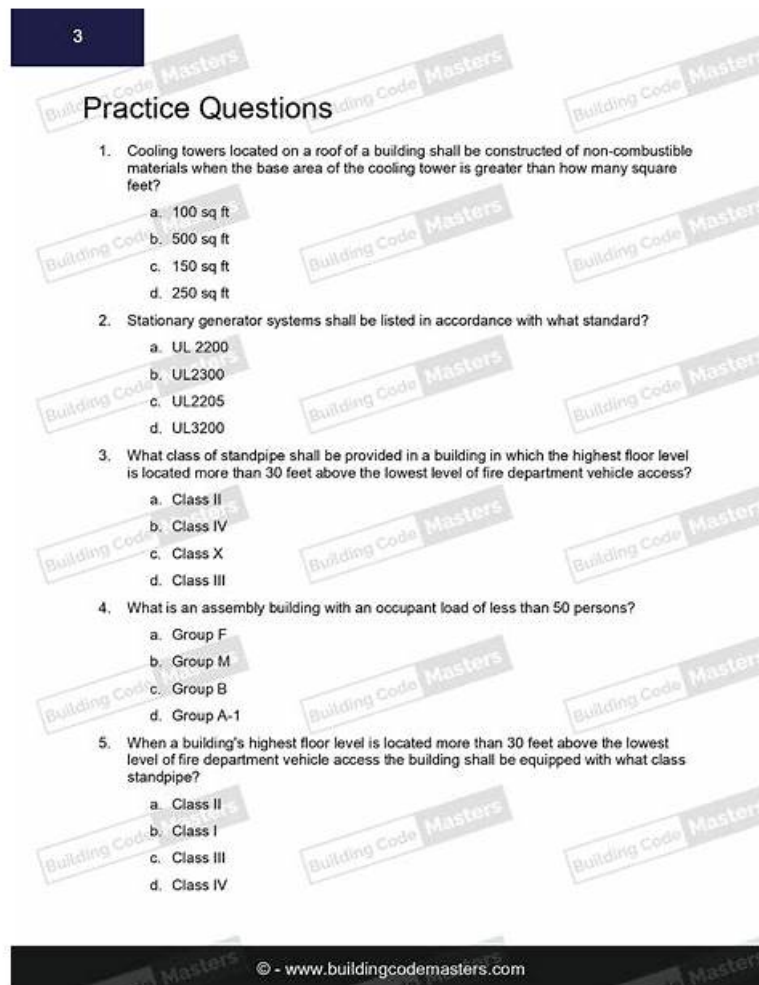 3
Practice Questions
1. Cooling towers located on a roof of a building shall be constructed of non-combustible
materials when the base area of the cooling tower is greater than how many square
feet?
a. 100 sq ft
b. 500 sq ft
c. 150 sq ft
d. 250 sq ft
2. Stationary generator systems shall be listed in accordance with what standard?
a. UL 2200
b. UL2300
c. UL2205
d. UL3200
3. What class of standpipe shall be provided in a building in which the highest floor level
is located more than 30 feet above the lowest level of fire department vehicle access?
a. Class II
b. Class IV
c. Class X
d. Class III
4. What is an assembly building with an occupant load of less than 50 persons?
a. Group F
b. Group M
c. Group B
d. Group A-1
5. When a building's highest floor level is located more than 30 feet above the lowest
level of fire department vehicle access the building shall be equipped with what class
standpipe?
a. Class II
b. Class I
c. Class III
d. Class IV
© - www.buildingcodemasters.com
Building Code Masters